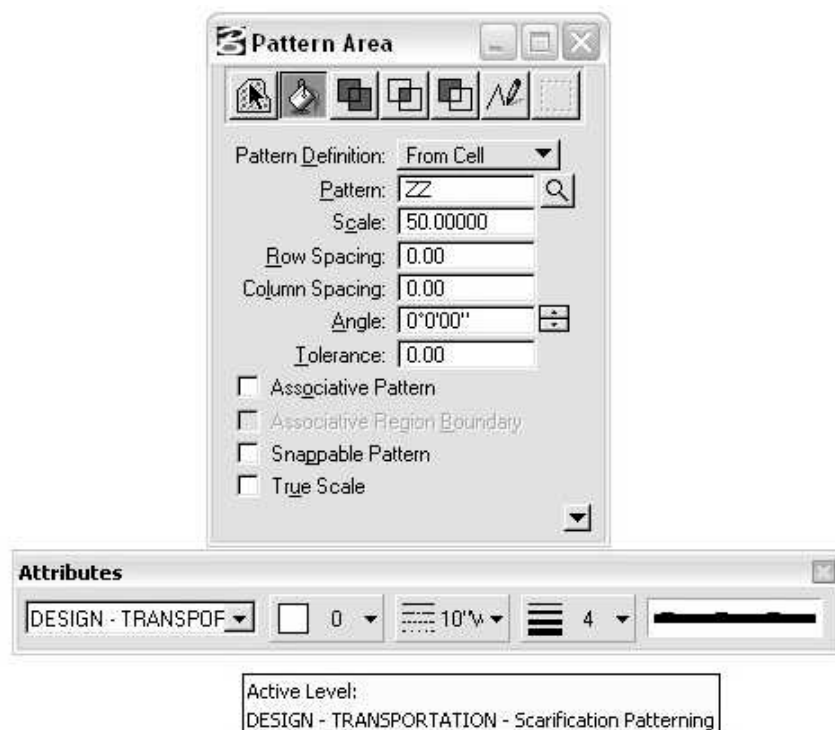 Pattern Area
Pattern Definition: From Cell
Pattern: ZZ
Scale: 50.00000
Row Spacing: 0.00
Column Spacing: 0.00
Angle: 0°0'00"
Tolerance: 0.00
Associative Pattern
Associative Region Boundary
Snappable Pattern
True Scale
Attributes
DESIGN - TRANSPOF 0 10"V 4
Active Level:
DESIGN - TRANSPORTATION - Scarification Patterning